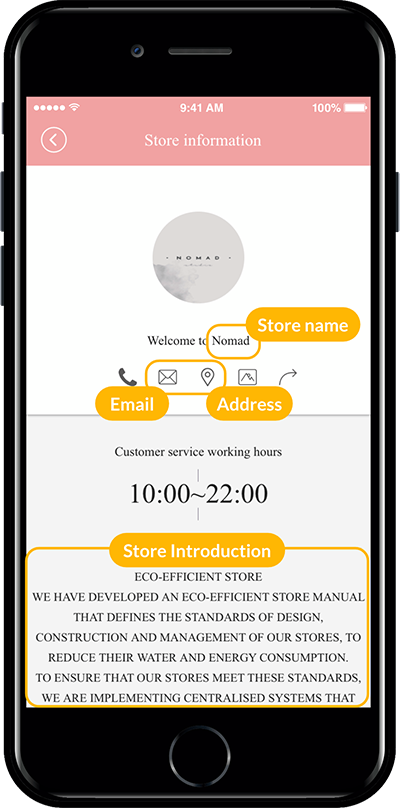 9:41 AM
100%
Store information
· NOMAD ·
Welcome to Nomad
Store name
Email
Address
Customer service working hours
10:00~22:00
Store Introduction
ECO-EFFICIENT STORE
WE HAVE DEVELOPED AN ECO-EFFICIENT STORE MANUAL
THAT DEFINES THE STANDARDS OF DESIGN,
CONSTRUCTION AND MANAGEMENT OF OUR STORES, TO
REDUCE THEIR WATER AND ENERGY CONSUMPTION.
TO ENSURE THAT OUR STORES MEET THESE STANDARDS,
WE ARE IMPLEMENTING CENTRALISED SYSTEMS THAT